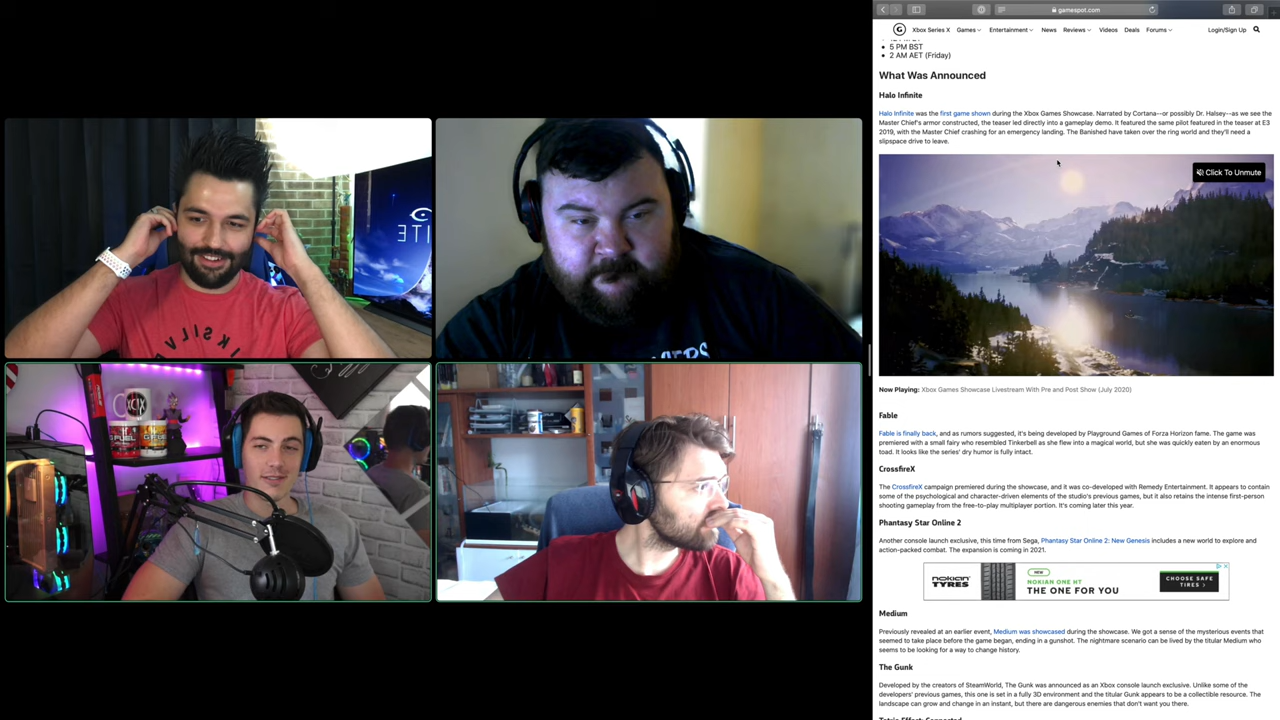 gamespot.com
Xbox Series X Games Entertainment News Reviews Videos Deals Forums Login/Sign Up
5 PM BST
2 AM AET (Friday)
What Was Announced
Halo Infinite
Halo Infinite was the first game shown during the Xbox Games Showcase. Narrated by Cortana--or possibly Dr. Halsey--as we see the
Master Chief's armor constructed, the teaser led directly into a gameplay demo. It featured the same pilot featured in the teaser at E3
2019, with the Master Chief crashing for an emergency landing. The Banished have taken over the ring world and they'll need a
slipspace drive to leave.
Click To Unmute
Now Playing: Xbox Games Showcase Livestream With Pre and Post Show (July 2020)
Fable
Fable is finally back, and as rumors suggested, it's being developed by Playground Games of Forza Horizon fame. The game was
premiered with a small fairy who resembled Tinkerbell as she flew into a magical world, but she was quickly eaten by an enormous
toad. It looks like the series' dry humor is fully intact.
CrossfireX
The CrossfireX campaign premiered during the showcase, and it was co-developed with Remedy Entertainment. It appears to contain
some of the psychological and character-driven elements of the studio's previous games, but it also retains the intense first-person
shooting gameplay from the free-to-play multiplayer portion. It's coming later this year.
Phantasy Star Online 2
Another console launch exclusive, this time from Sega, Phantasy Star Online 2: New Genesis includes a new world to explore and
action-packed combat. The expansion is coming in 2021.
nokian
TYRES
NEW
NOKIAN ONE HT
THE ONE FOR YOU
CHOOSE SAFE
TIRES >
Medium
Previously revealed at an earlier event, Medium was showcased during the showcase. We got a sense of the mysterious events that
seemed to take place before the game began, ending in a gunshot. The nightmare scenario can be lived by the titular Medium who
seems to be looking for a way to change history.
The Gunk
Developed by the creators of SteamWorld, The Gunk was announced as an Xbox console launch exclusive. Unlike some of the
developers' previous games, this one is set in a fully 3D environment and the titular Gunk appears to be a collectible resource. The
landscape can grow and change in an instant, but there are dangerous enemies that don't want you there.
G FUEL
G FUEL